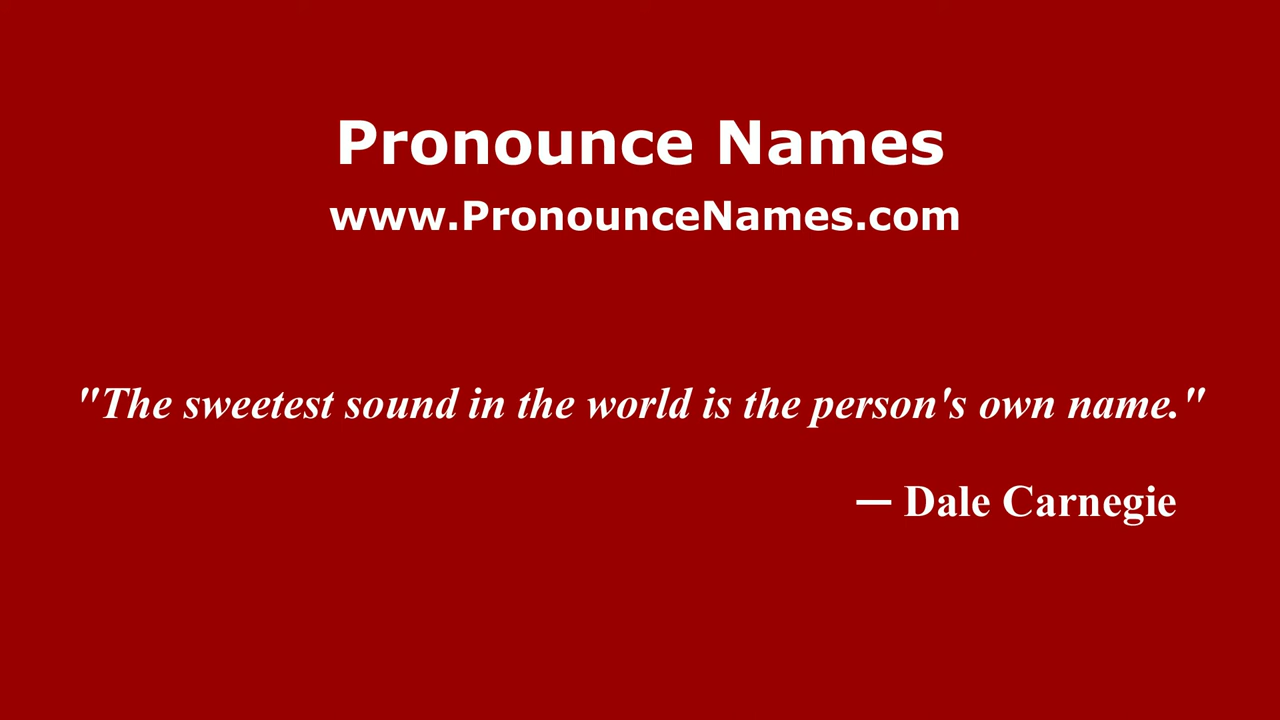 Pronounce Names
www.PronounceNames.com
"The sweetest sound in the world is the person's own name."
— Dale Carnegie